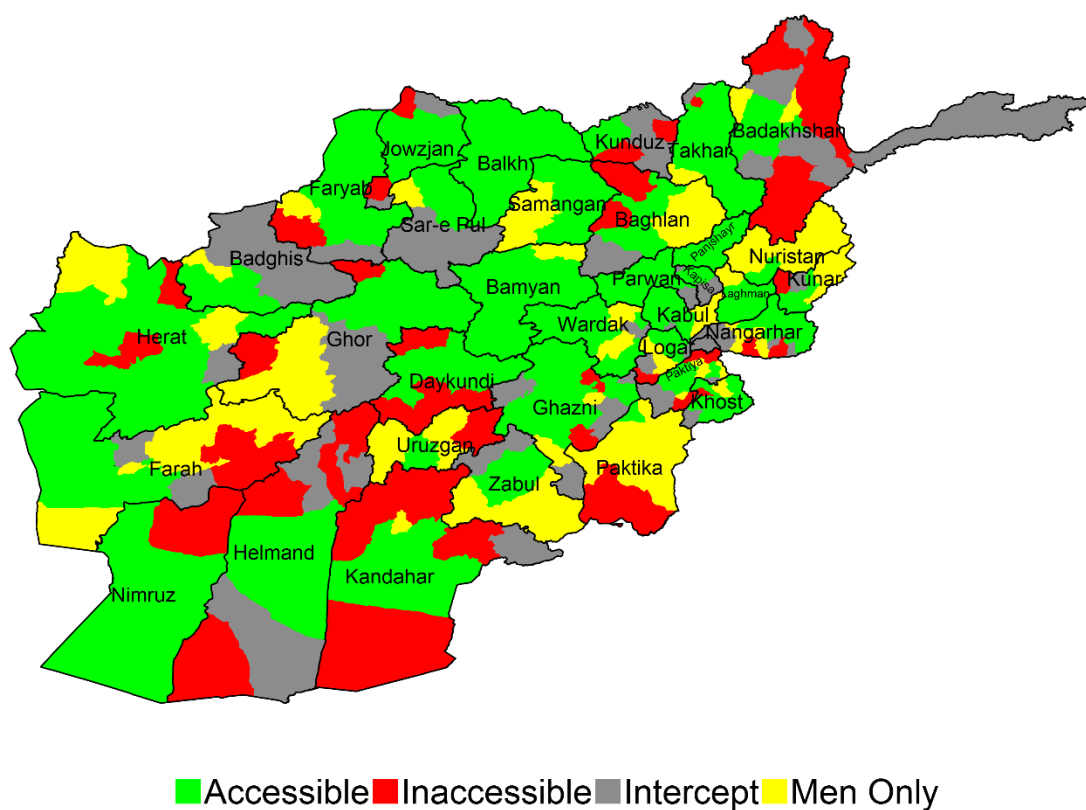 Jowzjan
Balkh
Kunduz
Takhar
Badakhshan
Faryab
Samangan
Sar-e Pul
Baghlan
Panjshayr
Badghis
Nuristan
Parwan
Kapisa
Kunar
Bamyan
Laghman
Herat
Ghor
Wardak
Kabul
Nangarhar
Logar
Daykundi
Paktiya
Ghazni
Khost
Uruzgan
Farah
Zabul
Paktika
Helmand
Kandahar
Nimruz
Accessible Inaccessible Intercept Men Only